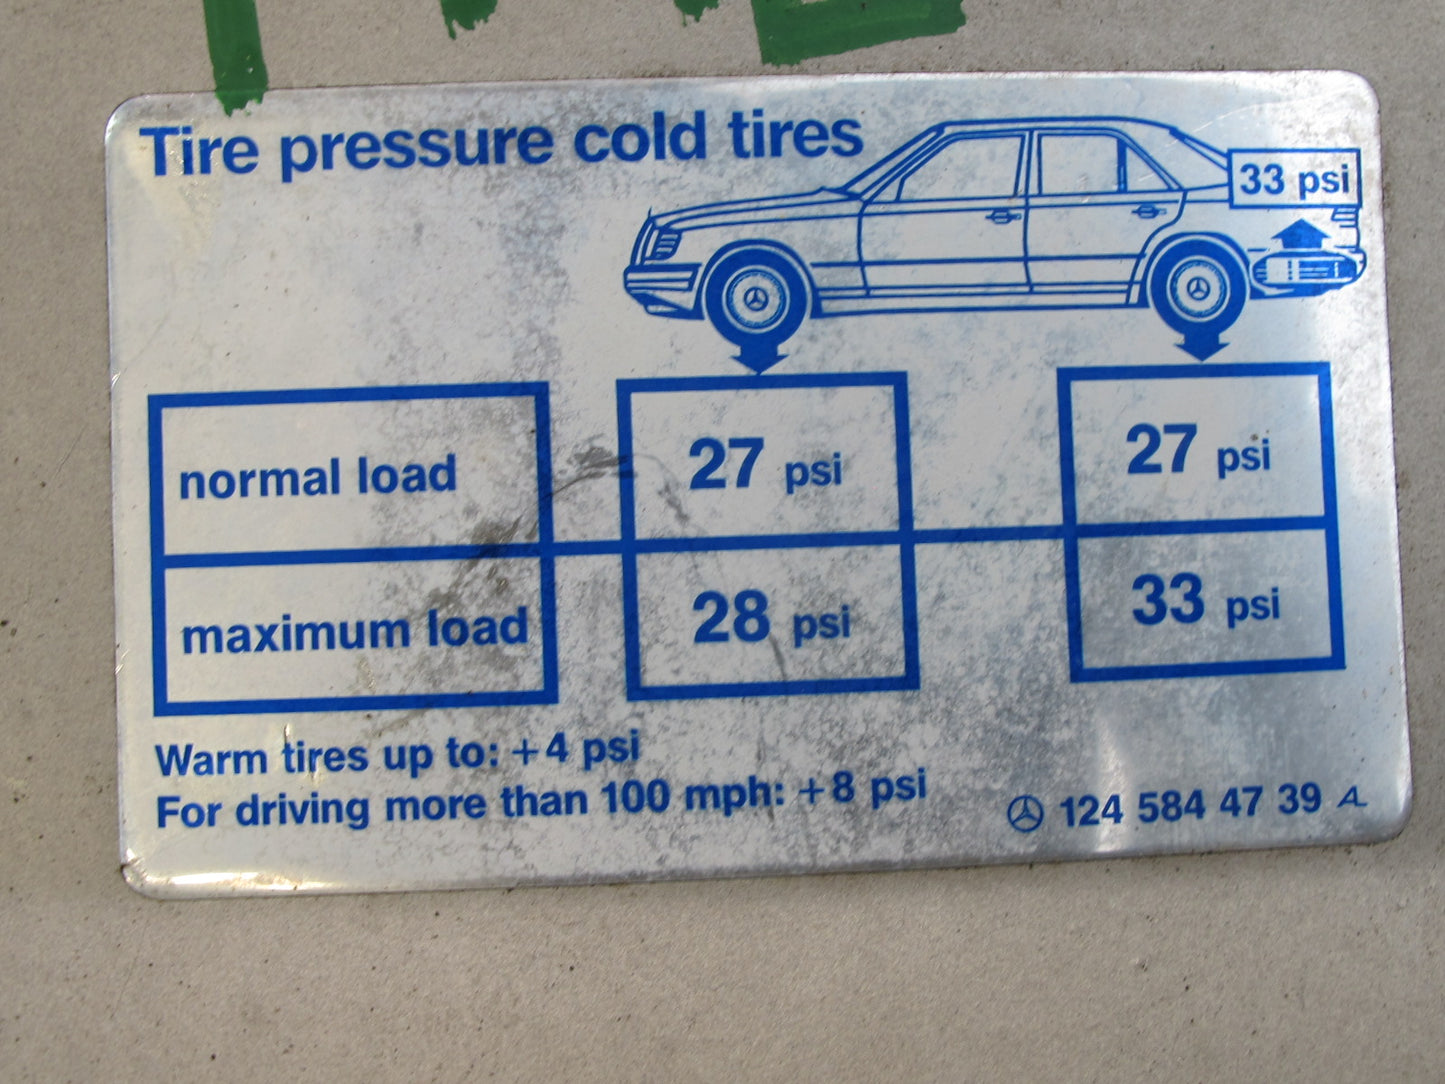 Tire pressure cold tires
33 psi
normal load 27 psi 27 psi
maximum load 28 psi 33 psi
Warm tires up to: +4 psi
For driving more than 100 mph: +8 psi
124 584 47 39 A